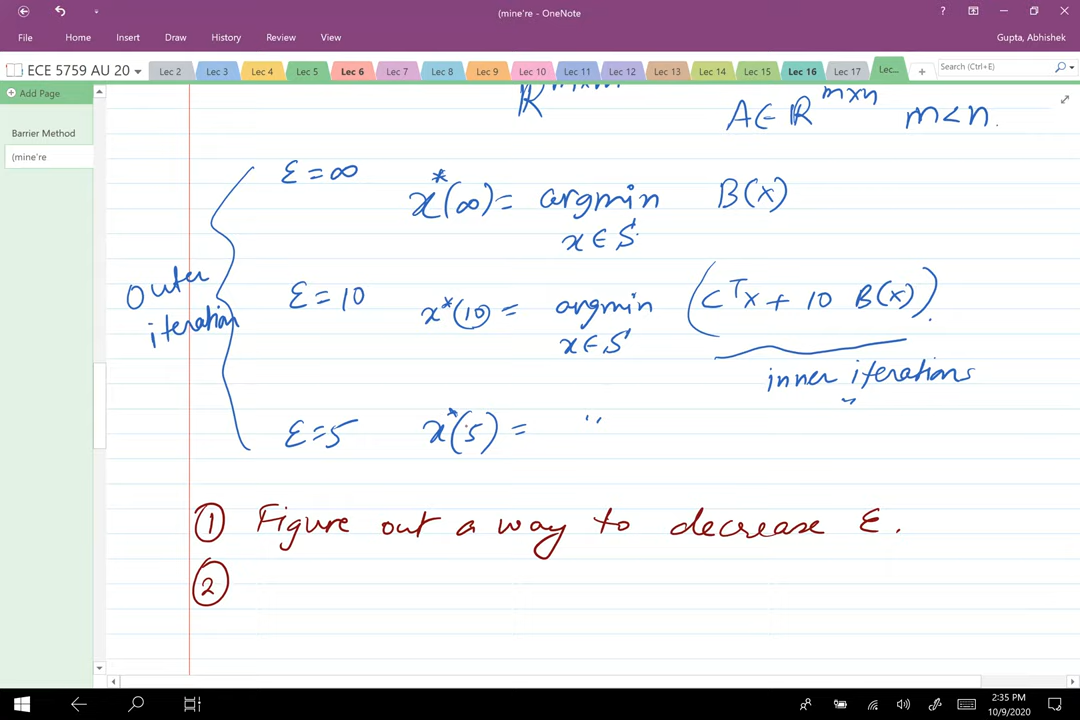 (mine're - OneNote
Gupta, Abhishek
File Home Insert Draw History Review View
ECE 5759 AU 20
Lec 2 Lec 3 Lec 4 Lec 5 Lec 6 Lec 7 Lec 8 Lec 9 Lec 10 Lec 11 Lec 12 Lec 13 Lec 14 Lec 15 Lec 16 Lec 17 Lec...
Search (Ctrl+E)
Add Page
Barrier Method
(mine're
ℝ^{m×m} A∈ ℝ^{m×n} m<n.
ε = ∞ x*(∞) = argmin B(x)
x ∈ S
Outer iteration
ε = 10 x*(10) = argmin (c^T x + 10 B(x)).
x ∈ S
inner iterations
ε = 5 x*(5) = "
① Figure out a way to decrease ε.
②
2:35 PM
10/9/2020